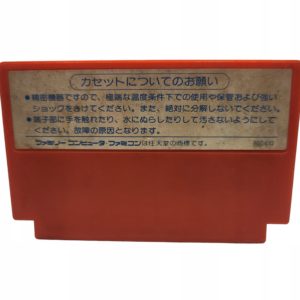 カセットについてのお願い
●精密機器ですので、極端な温度条件下での使用や保管および強い
ショックをさけてください。また、絶対に分解しないでください。
●端子部に手を触れたり、水にぬらしたりして汚さないようにして
ください。故障の原因となります。
ファミリーコンピュータ・ファミコンは任天堂の商標です。